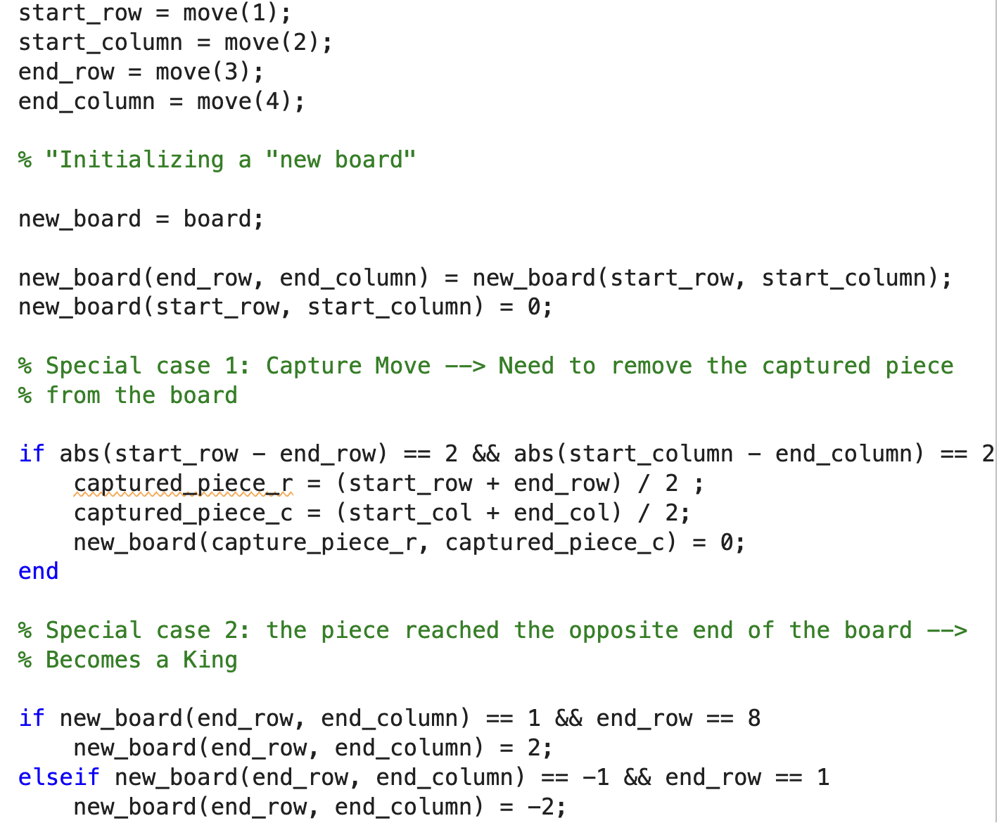 start_row = move(1);
start_column = move(2);
end_row = move(3);
end_column = move(4);
% "Initializing a "new board"
new_board = board;
new_board(end_row, end_column) = new_board(start_row, start_column);
new_board(start_row, start_column) = 0;
% Special case 1: Capture Move --> Need to remove the captured piece
% from the board
if abs(start_row - end_row) == 2 && abs(start_column - end_column) == 2
    captured_piece_r = (start_row + end_row) / 2 ;
    captured_piece_c = (start_col + end_col) / 2;
    new_board(capture_piece_r, captured_piece_c) = 0;
end
% Special case 2: the piece reached the opposite end of the board -->
% Becomes a King
if new_board(end_row, end_column) == 1 && end_row == 8
    new_board(end_row, end_column) = 2;
elseif new_board(end_row, end_column) == -1 && end_row == 1
    new_board(end_row, end_column) = -2;